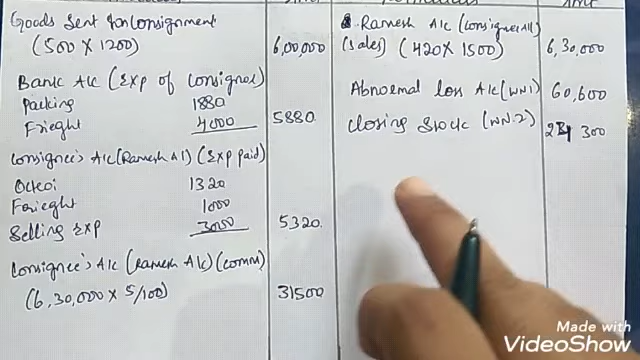 Goods Sent on Consignment
(500 X 1200) 6,00,000
Bank A/c (Exp of Consignor)
Packing 1880
Frieght 4000 5880
Consignee's A/c (Ramesh A/c) (Exp paid)
Octroi 1320
Frieght 1000
Selling Exp 3000 5320
Consignee's A/c (Ramesh A/c) (Comm)
(6,30,000 X 5/100) 31500
Ramesh A/c (Consignee A/c)
(sales) (420 X 1500) 6,30,000
Abnormal loss A/c (WN1) 60,600
Closing Stock (WN.2) 300
Made with
VideoShow